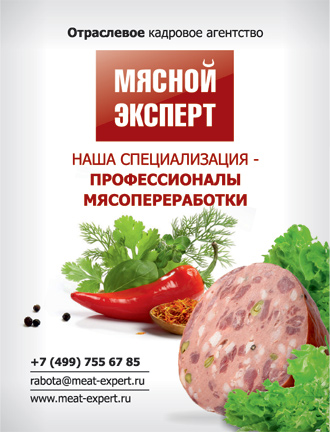 Отраслевое кадровое агентство
МЯСНОЙ
ЭКСПЕРТ
НАША СПЕЦИАЛИЗАЦИЯ -
ПРОФЕССИОНАЛЫ
МЯСОПЕРЕРАБОТКИ
+7 (499) 755 67 85
rabota@meat-expert.ru
www.meat-expert.ru